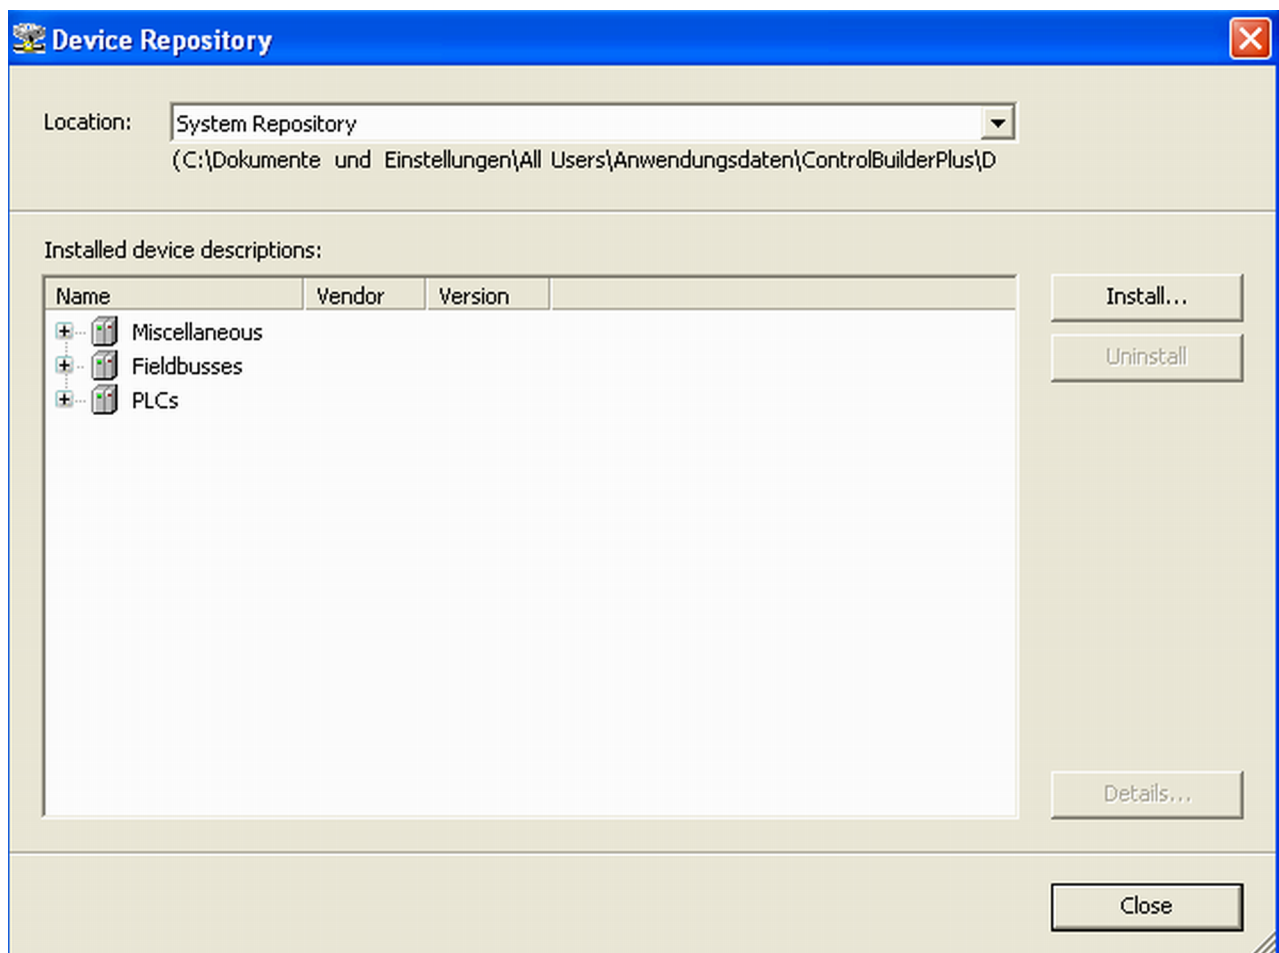 Device Repository
Location:
System Repository
(C:\Dokumente und Einstellungen\All Users\Anwendungsdaten\ControlBuilderPlus\D
Installed device descriptions:
Name Vendor Version
Miscellaneous
Fieldbusses
PLCs
Install...
Uninstall
Details...
Close